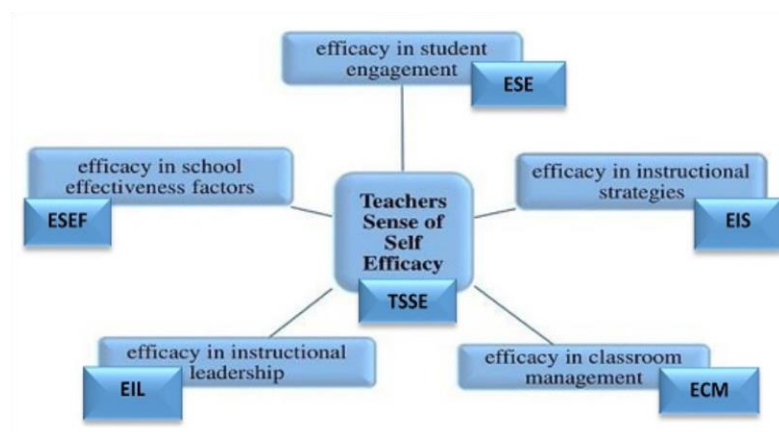 efficacy in student
engagement
ESE
efficacy in school
effectiveness factors
ESEF
efficacy in instructional
strategies
EIS
Teachers
Sense of
Self
Efficacy
TSSE
efficacy in instructional
leadership
EIL
efficacy in classroom
management
ECM